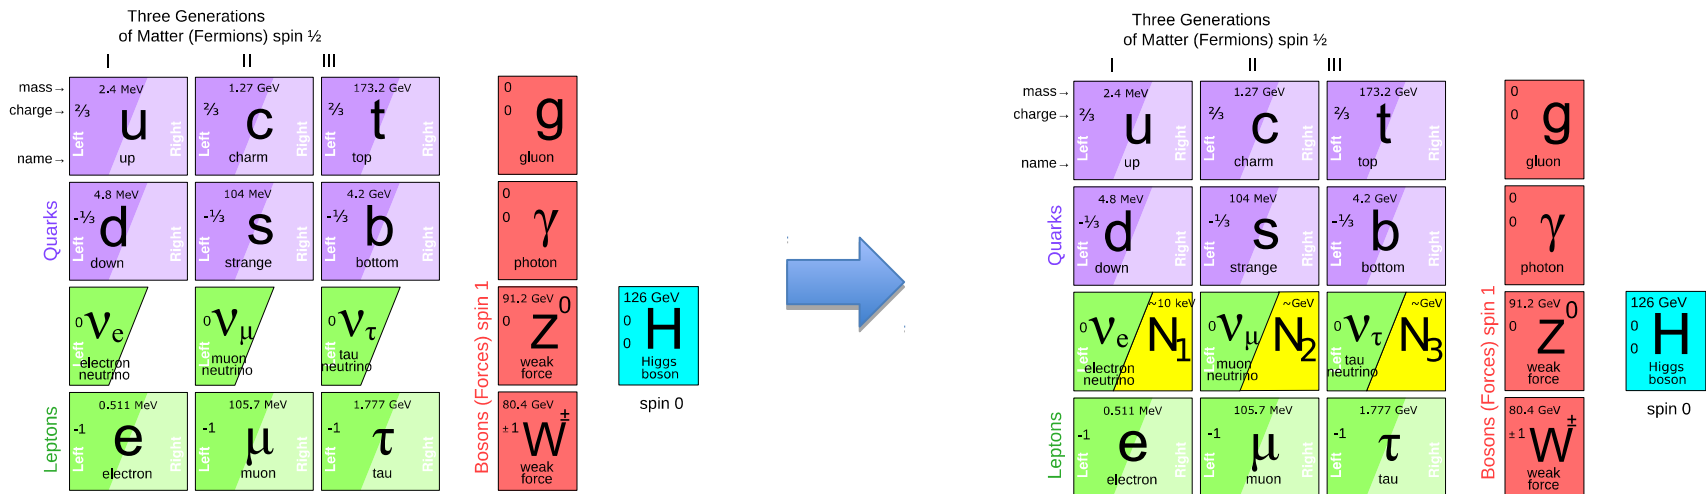 Three Generations
of Matter (Fermions) spin ½
I II III
mass→ 2.4 MeV 1.27 GeV 173.2 GeV 0
charge→ ⅔ u ⅔ c ⅔ t 0 g
Left Right Left Right Left Right
name→ up charm top gluon
Quarks
4.8 MeV 104 MeV 4.2 GeV 0
-⅓ d -⅓ s -⅓ b 0 γ
Left Right Left Right Left Right
down strange bottom photon
Bosons (Forces) spin 1
91.2 GeV 126 GeV
0 νe 0 νμ 0 ντ 0 Z0 0 0 H
Left Left Left
electron neutrino muon neutrino tau neutrino weak force Higgs boson
spin 0
Leptons
0.511 MeV 105.7 MeV 1.777 GeV 80.4 GeV
-1 e -1 μ -1 τ ±1 W±
Left Right Left Right Left Right
electron muon tau weak force
Three Generations
of Matter (Fermions) spin ½
I II III
mass→ 2.4 MeV 1.27 GeV 173.2 GeV 0
charge→ ⅔ u ⅔ c ⅔ t 0 g
Left Right Left Right Left Right
name→ up charm top gluon
Quarks
4.8 MeV 104 MeV 4.2 GeV 0
-⅓ d -⅓ s -⅓ b 0 γ
Left Right Left Right Left Right
down strange bottom photon
Bosons (Forces) spin 1
~10 keV ~GeV ~GeV 91.2 GeV 126 GeV
0 νe N1 0 νμ N2 0 ντ N3 0 Z0 0 0 H
Left Left Left
electron neutrino muon neutrino tau neutrino weak force Higgs boson
spin 0
Leptons
0.511 MeV 105.7 MeV 1.777 GeV 80.4 GeV
-1 e -1 μ -1 τ ±1 W±
Left Right Left Right Left Right
electron muon tau weak force